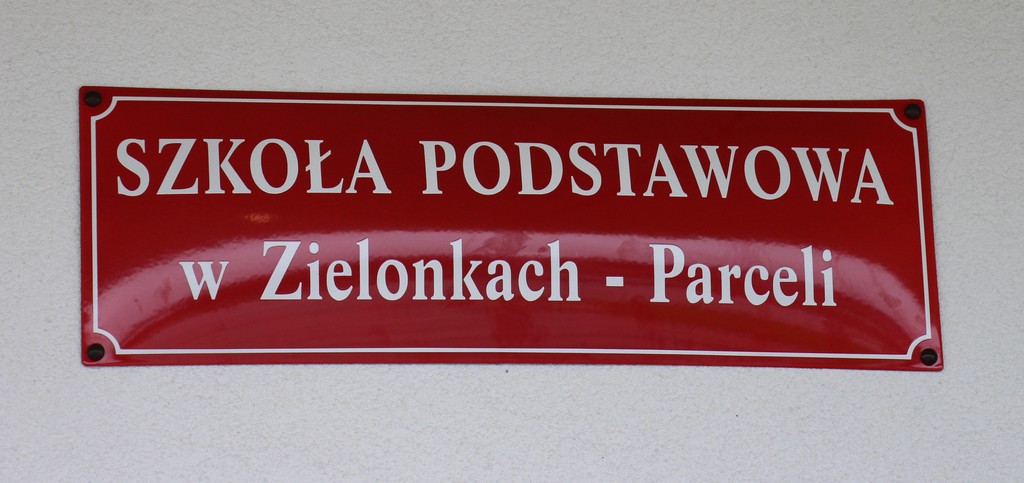 SZKOŁA PODSTAWOWA
w Zielonkach - Parceli